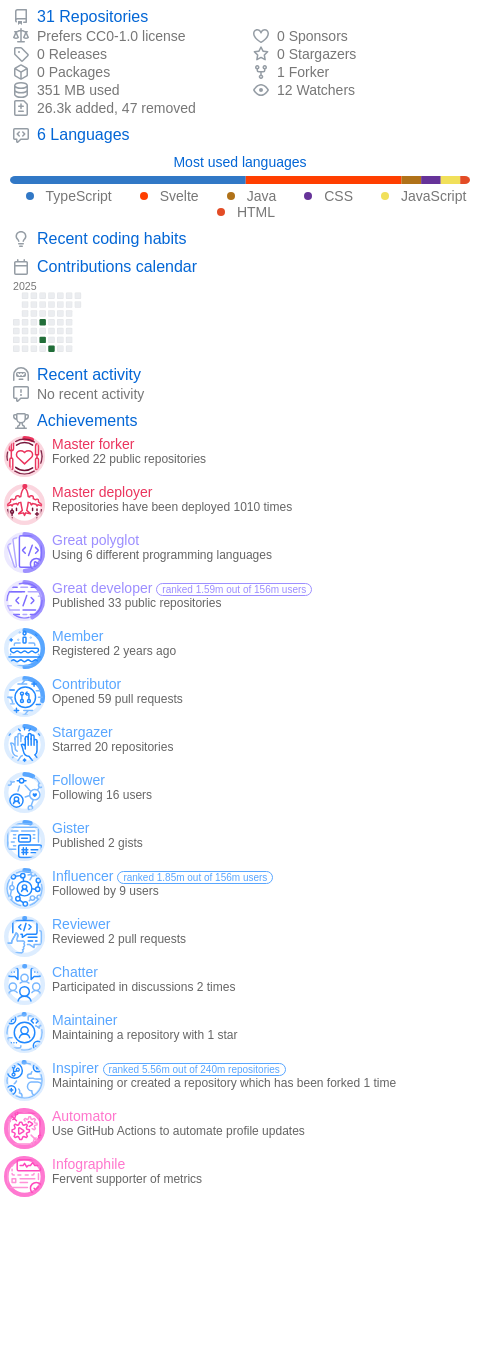 31 Repositories
Prefers CC0-1.0 license
0 Sponsors
0 Releases
0 Stargazers
0 Packages
1 Forker
351 MB used
12 Watchers
26.3k added, 47 removed
6 Languages
Most used languages
TypeScript Svelte Java CSS JavaScript
HTML
Recent coding habits
Contributions calendar
2025
Recent activity
No recent activity
Achievements
Master forker
Forked 22 public repositories
Master deployer
Repositories have been deployed 1010 times
Great polyglot
Using 6 different programming languages
Great developer ranked 1.59m out of 156m users
Published 33 public repositories
Member
Registered 2 years ago
Contributor
Opened 59 pull requests
Stargazer
Starred 20 repositories
Follower
Following 16 users
Gister
Published 2 gists
Influencer ranked 1.85m out of 156m users
Followed by 9 users
Reviewer
Reviewed 2 pull requests
Chatter
Participated in discussions 2 times
Maintainer
Maintaining a repository with 1 star
Inspirer ranked 5.56m out of 240m repositories
Maintaining or created a repository which has been forked 1 time
Automator
Use GitHub Actions to automate profile updates
Infographile
Fervent supporter of metrics